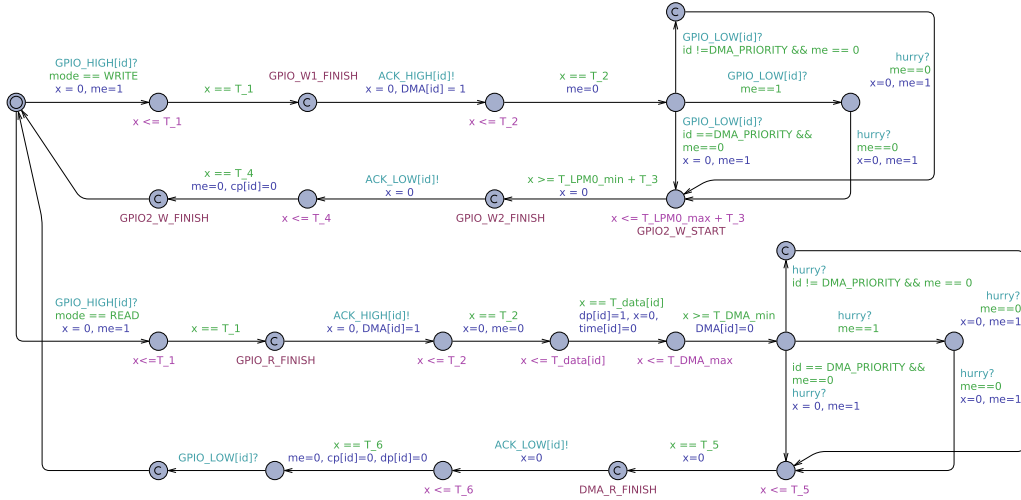 GPIO_LOW[id]?
id !=DMA_PRIORITY && me == 0
hurry?
me==0
x=0, me=1
GPIO_HIGH[id]?
mode == WRITE
x = 0, me=1
x == T_1
GPIO_W1_FINISH
ACK_HIGH[id]!
x = 0, DMA[id] = 1
x == T_2
me=0
GPIO_LOW[id]?
me==1
x <= T_1
x <= T_2
GPIO_LOW[id]?
id ==DMA_PRIORITY &&
me==0
x = 0, me=1
hurry?
me==0
x=0, me=1
x == T_4
me=0, cp[id]=0
ACK_LOW[id]!
x = 0
x >= T_LPM0_min + T_3
x = 0
GPIO2_W_FINISH
x <= T_4
GPIO_W2_FINISH
x <= T_LPM0_max + T_3
GPIO2_W_START
hurry?
id != DMA_PRIORITY && me == 0
hurry?
me==0
x=0, me=1
GPIO_HIGH[id]?
mode == READ
x = 0, me=1
x == T_1
ACK_HIGH[id]!
x = 0, DMA[id]=1
x == T_2
x=0, me=0
x == T_data[id]
dp[id]=1, x=0,
time[id]=0
x >= T_DMA_min
DMA[id]=0
hurry?
me==1
x<=T_1
GPIO_R_FINISH
x <= T_2
x <= T_data[id]
x <= T_DMA_max
id == DMA_PRIORITY &&
me==0
hurry?
x = 0, me=1
hurry?
me==0
x=0, me=1
GPIO_LOW[id]?
x == T_6
me=0, cp[id]=0, dp[id]=0
ACK_LOW[id]!
x=0
x == T_5
x=0
x <= T_6
DMA_R_FINISH
x <= T_5